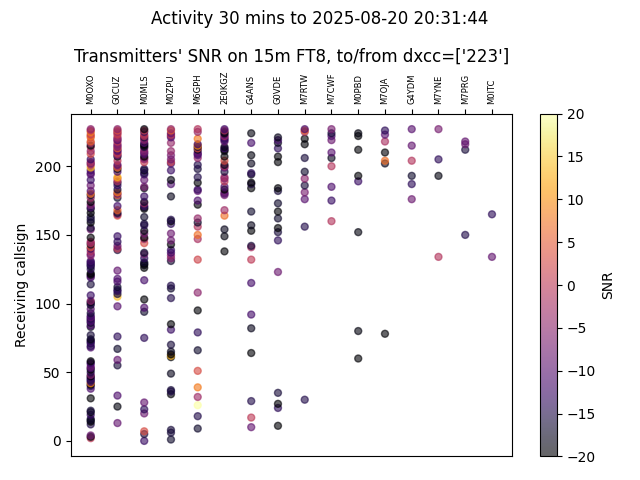 Activity 30 mins to 2025-08-20 20:31:44
Transmitters' SNR on 15m FT8, to/from dxcc=['223']
M0OXO G0CUZ M0MLS M0ZPU M6GPH 2E0KGZ G4ANS G0VDE M7RTW M7CWF M0PBD M7OJA G4YDM M7YNE M7PRG M0ITC
200
150
100
50
0
Receiving callsign
20
15
10
5
0
−5
−10
−15
−20
SNR